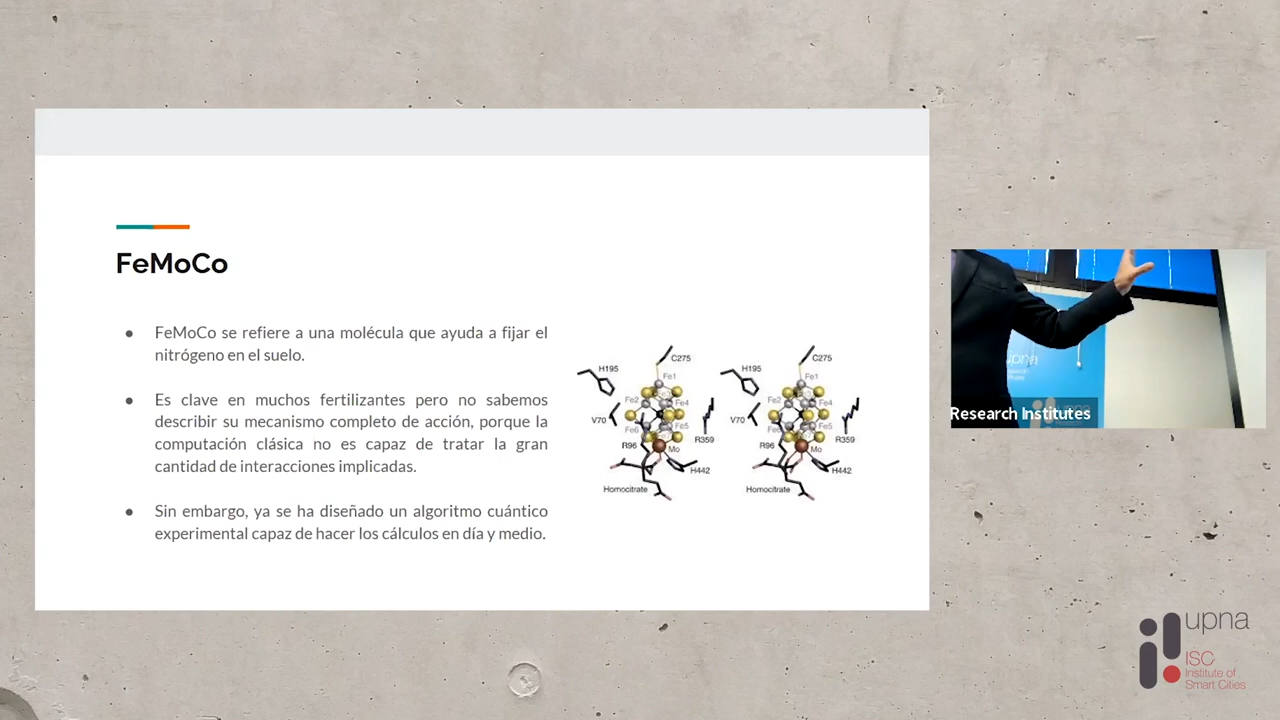 FeMoCo
● FeMoCo se refiere a una molécula que ayuda a fijar el
nitrógeno en el suelo.
● Es clave en muchos fertilizantes pero no sabemos
describir su mecanismo completo de acción, porque la
computación clásica no es capaz de tratar la gran
cantidad de interacciones implicadas.
● Sin embargo, ya se ha diseñado un algoritmo cuántico
experimental capaz de hacer los cálculos en día y medio.
C275
H195
Fe1
Fe2
Fe4
V70
Fe5
Fe6
R96
R359
Mo
H442
Homocitrate
C275
H195
Fe1
Fe2
Fe4
V70
Fe5
R96
R359
Mo
H442
Homocitrate
upna
Research Institutes
upna
ISC
Institute of
Smart Cities